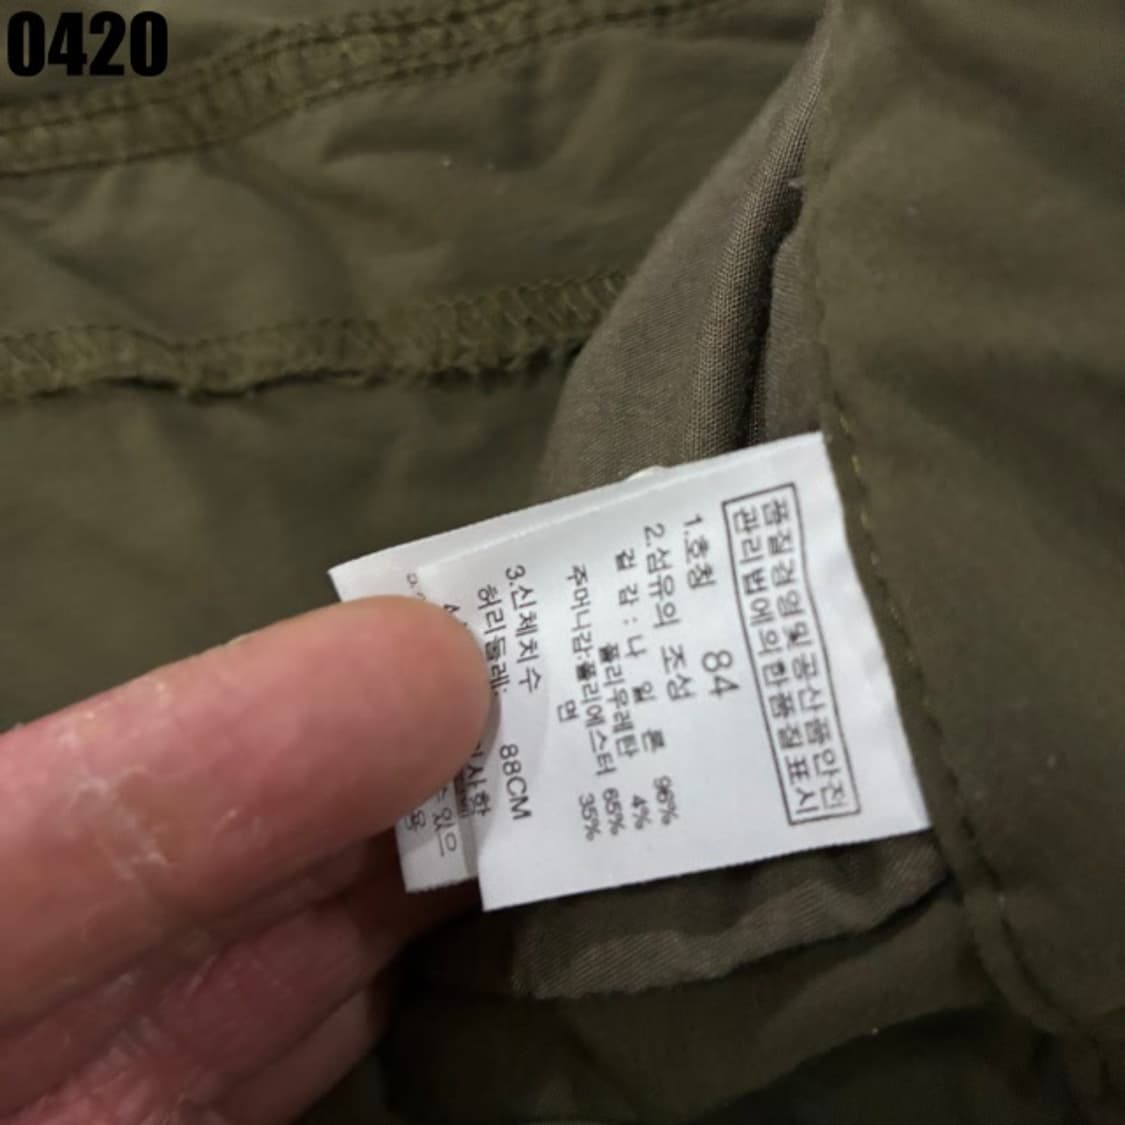 0420
품질경영및공산품안전
관리법에의한품질표시
1.호칭 84
2.섬유의 조성
겉 감 : 나 일 론 96%
폴리우레탄 4%
주머니감:폴리에스터 65%
면 35%
3.신체치수
허리둘레: 88CM
수 있으